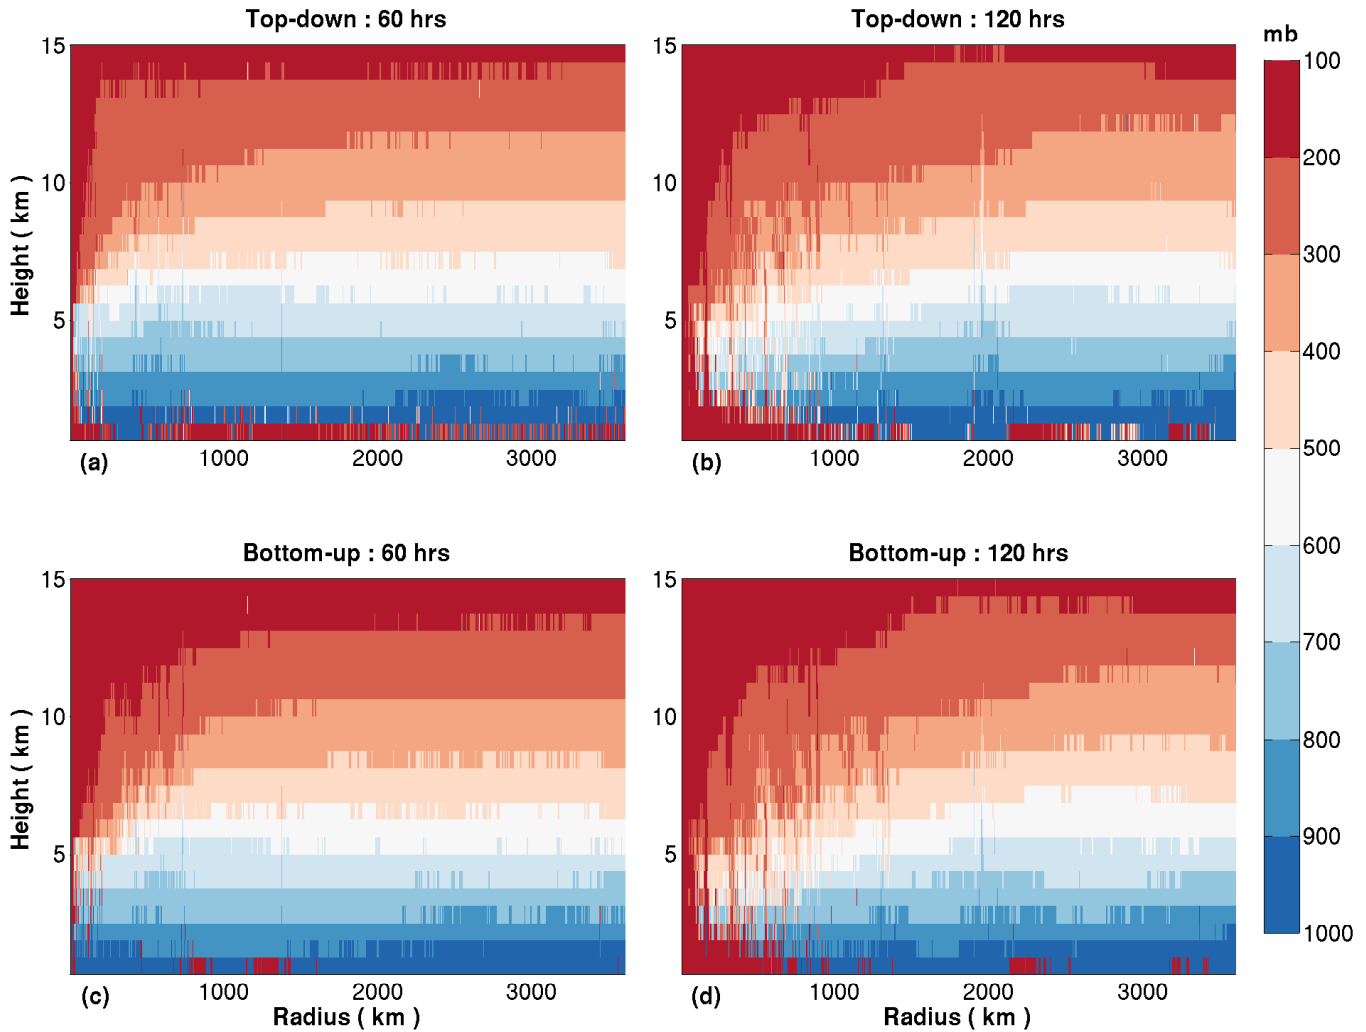 Top-down : 60 hrs
Top-down : 120 hrs
mb
15
10
5
Height ( km )
1000
2000
3000
(a)
15
10
5
1000
2000
3000
(b)
100
200
300
400
500
600
700
800
900
1000
Bottom-up : 60 hrs
Bottom-up : 120 hrs
15
10
5
Height ( km )
1000
2000
3000
(c)
Radius ( km )
15
10
5
1000
2000
3000
(d)
Radius ( km )